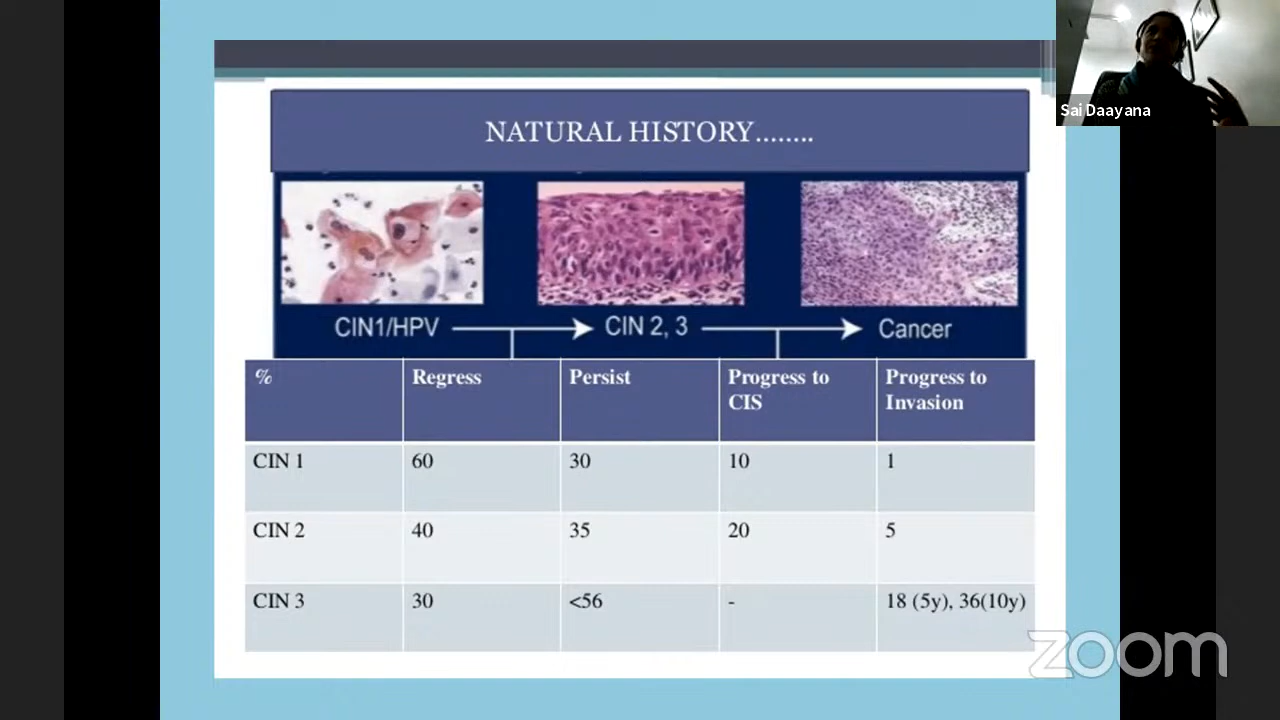 Sai Daayana
NATURAL HISTORY........
CIN1/HPV CIN 2, 3 Cancer
% Regress Persist Progress to CIS Progress to Invasion
CIN 1 60 30 10 1
CIN 2 40 35 20 5
CIN 3 30 <56 - 18 (5y), 36(10y)
zoom